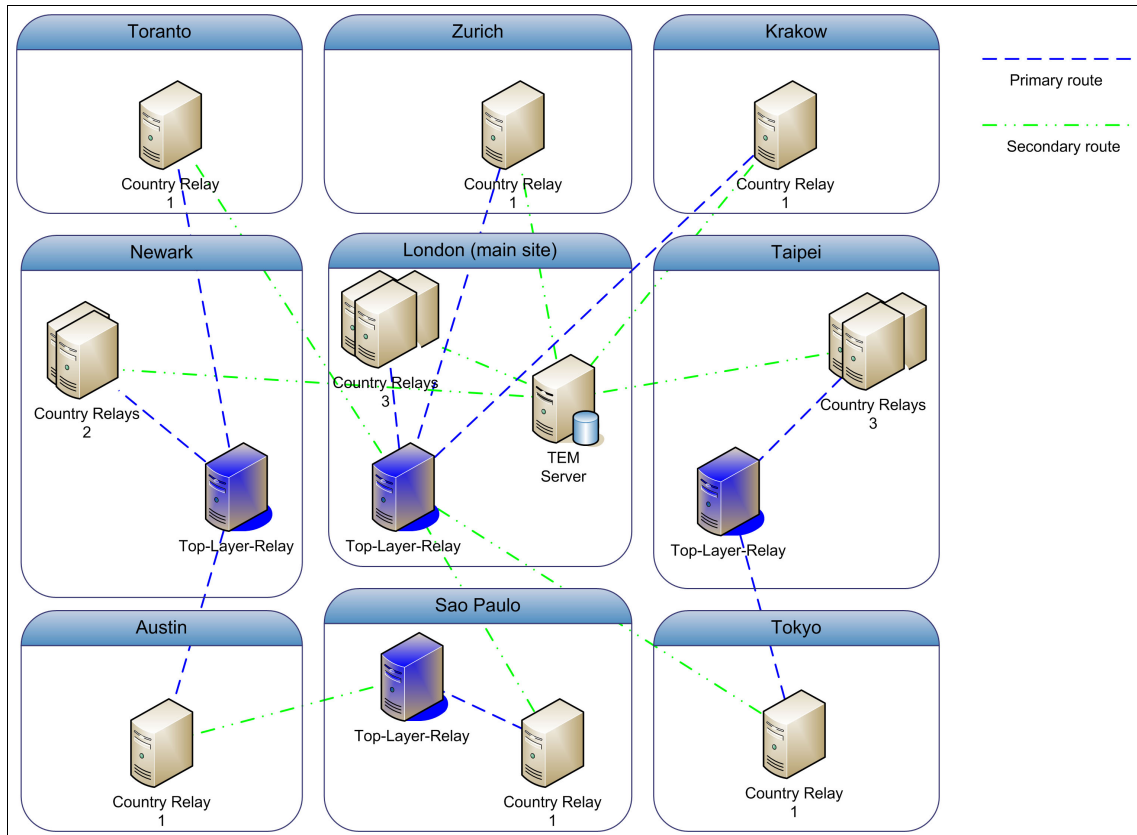 Toranto
Zurich
Krakow
Primary route
Secondary route
Country Relay
1
Country Relay
1
Country Relay
1
Newark
London (main site)
Taipei
Country Relays
2
Country Relays
3
Country Relays
3
TEM
Server
Top-Layer-Relay
Top-Layer-Relay
Top-Layer-Relay
Austin
Sao Paulo
Tokyo
Top-Layer-Relay
Country Relay
1
Country Relay
1
Country Relay
1